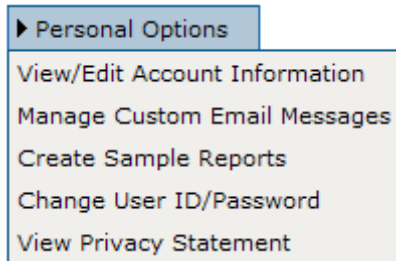 Personal Options
View/Edit Account Information
Manage Custom Email Messages
Create Sample Reports
Change User ID/Password
View Privacy Statement